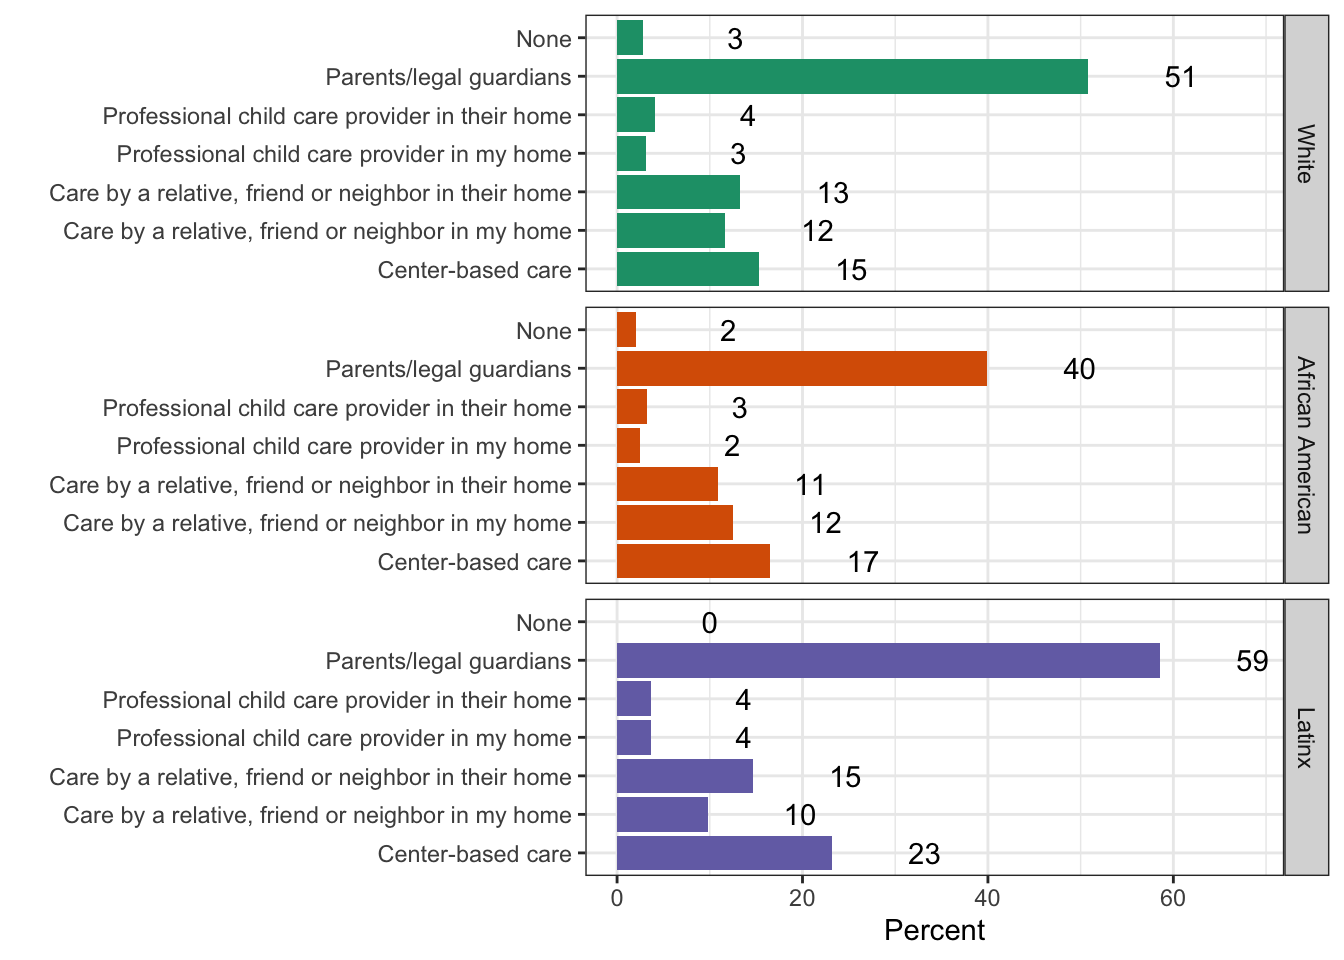 None 3
Parents/legal guardians 51
Professional child care provider in their home 4
Professional child care provider in my home 3
Care by a relative, friend or neighbor in their home 13
Care by a relative, friend or neighbor in my home 12
Center-based care 15
White
None 2
Parents/legal guardians 40
Professional child care provider in their home 3
Professional child care provider in my home 2
Care by a relative, friend or neighbor in their home 11
Care by a relative, friend or neighbor in my home 12
Center-based care 17
African American
None 0
Parents/legal guardians 59
Professional child care provider in their home 4
Professional child care provider in my home 4
Care by a relative, friend or neighbor in their home 15
Care by a relative, friend or neighbor in my home 10
Center-based care 23
Latinx
0 20 40 60
Percent